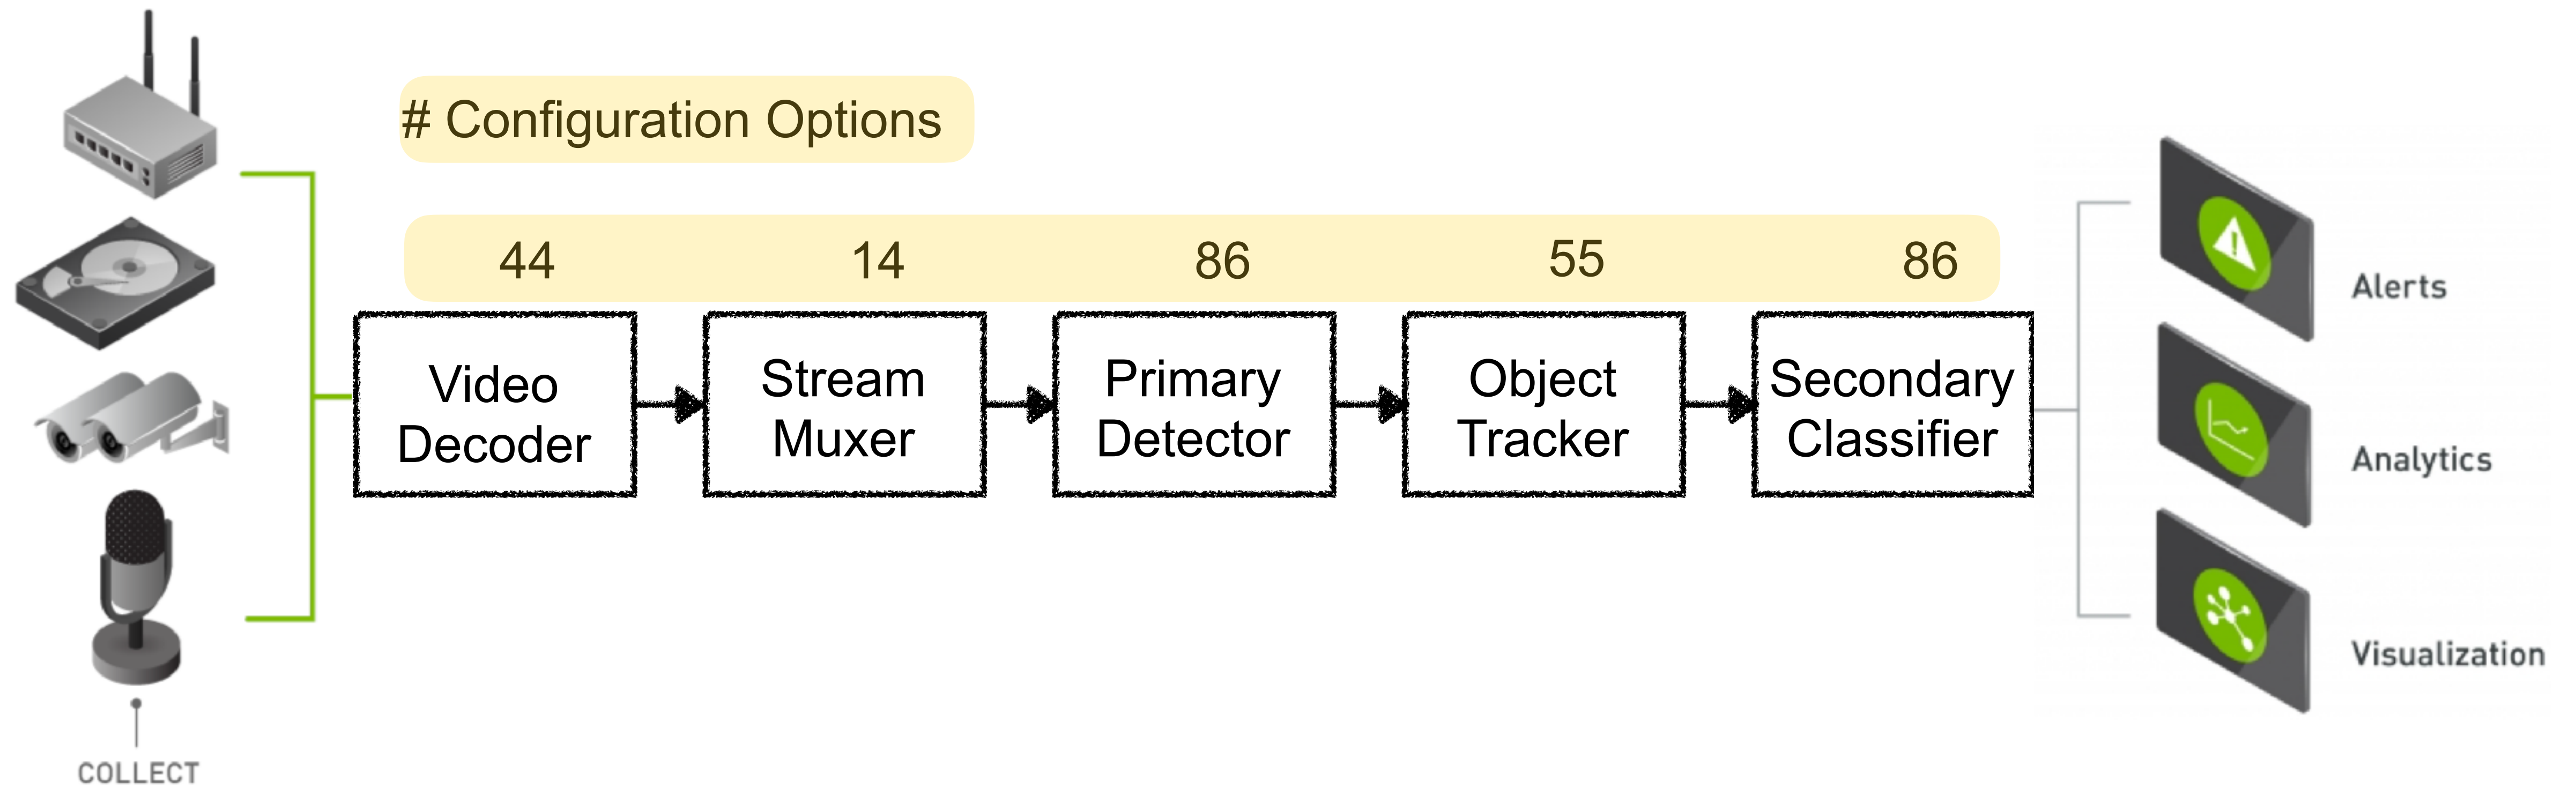 # Configuration Options
44 14 86 55 86
Video
Decoder
Stream
Muxer
Primary
Detector
Object
Tracker
Secondary
Classifier
Alerts
Analytics
Visualization
COLLECT